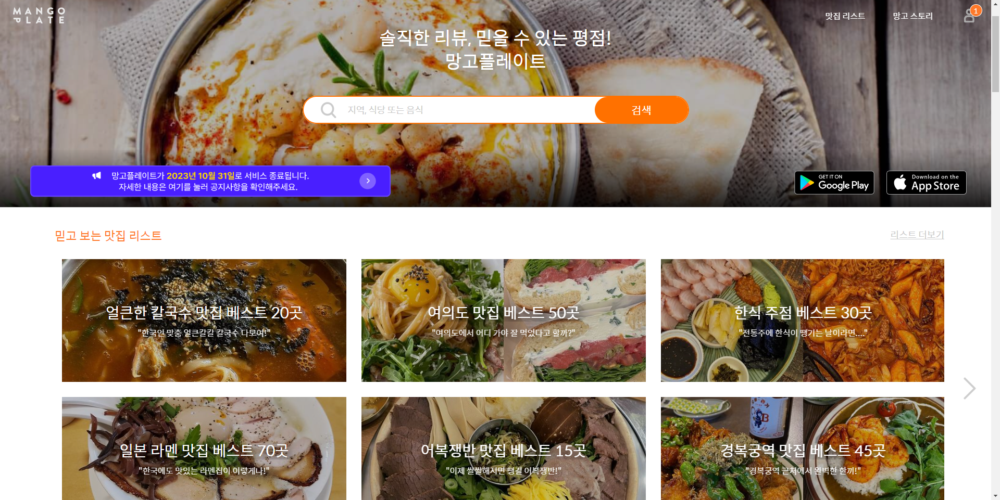 MANGO
PLATE
맛집 리스트
망고 스토리
1
솔직한 리뷰, 믿을 수 있는 평점!
망고플레이트
지역, 식당 또는 음식
검색
망고플레이트가 2023년 10월 31일로 서비스 종료됩니다.
자세한 내용은 여기를 눌러 공지사항을 확인해주세요.
GET IT ON
Google Play
Download on the
App Store
믿고 보는 맛집 리스트
리스트 더보기
얼큰한 칼국수 맛집 베스트 20곳
"한국인 맞춤 얼큰칼칼 칼국수 다모여!"
여의도 맛집 베스트 50곳
"여의도에서 어디 가야 잘 먹었다고 할까?"
한식 주점 베스트 30곳
"전통주에 한식이 땡기는 날이라면...."
일본 라멘 맛집 베스트 70곳
"한국에도 맛있는 라멘집이 이렇게나!"
어복쟁반 맛집 베스트 15곳
"이제 쌀쌀해지면 땡길 어복쟁반!"
경복궁역 맛집 베스트 45곳
"경복궁역 근처에서 완벽한 한끼!"